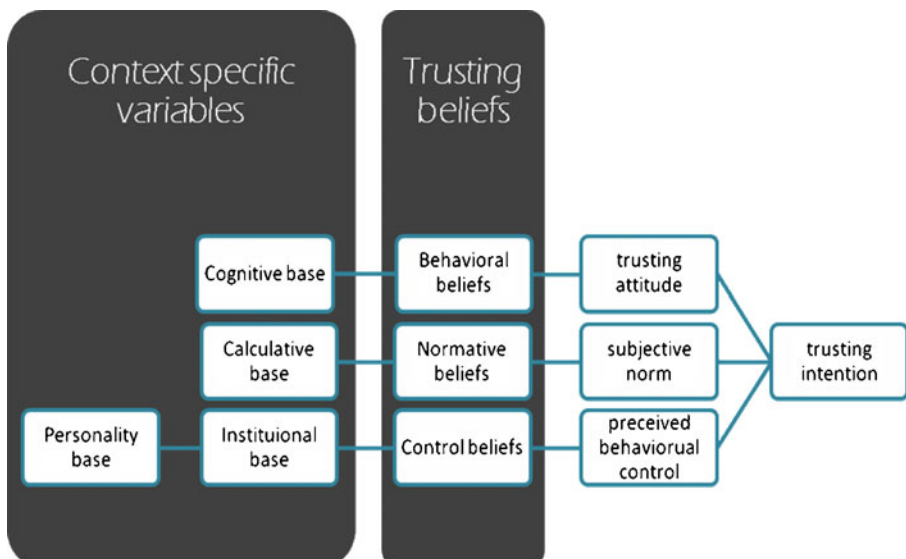 Context specific
variables
Trusting
beliefs
Cognitive base
Behavioral
beliefs
trusting
attitude
Calculative
base
Normative
beliefs
subjective
norm
trusting
intention
Personality
base
Instituional
base
Control beliefs
preceived
behaviorual
control